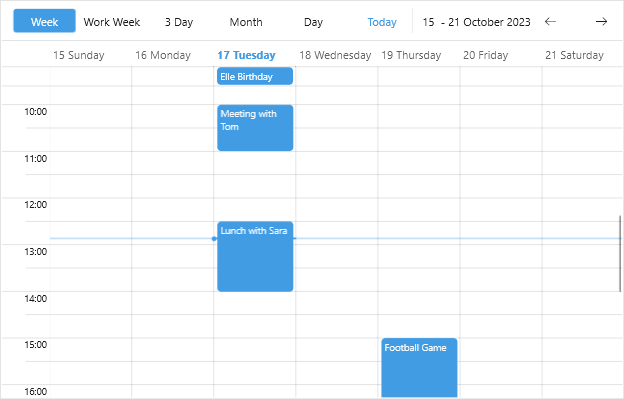 Week Work Week 3 Day Month Day Today 15 - 21 October 2023
15 Sunday 16 Monday 17 Tuesday 18 Wednesday 19 Thursday 20 Friday 21 Saturday
Elle Birthday
10:00
Meeting with
Tom
11:00
12:00
Lunch with Sara
13:00
14:00
15:00
Football Game
16:00